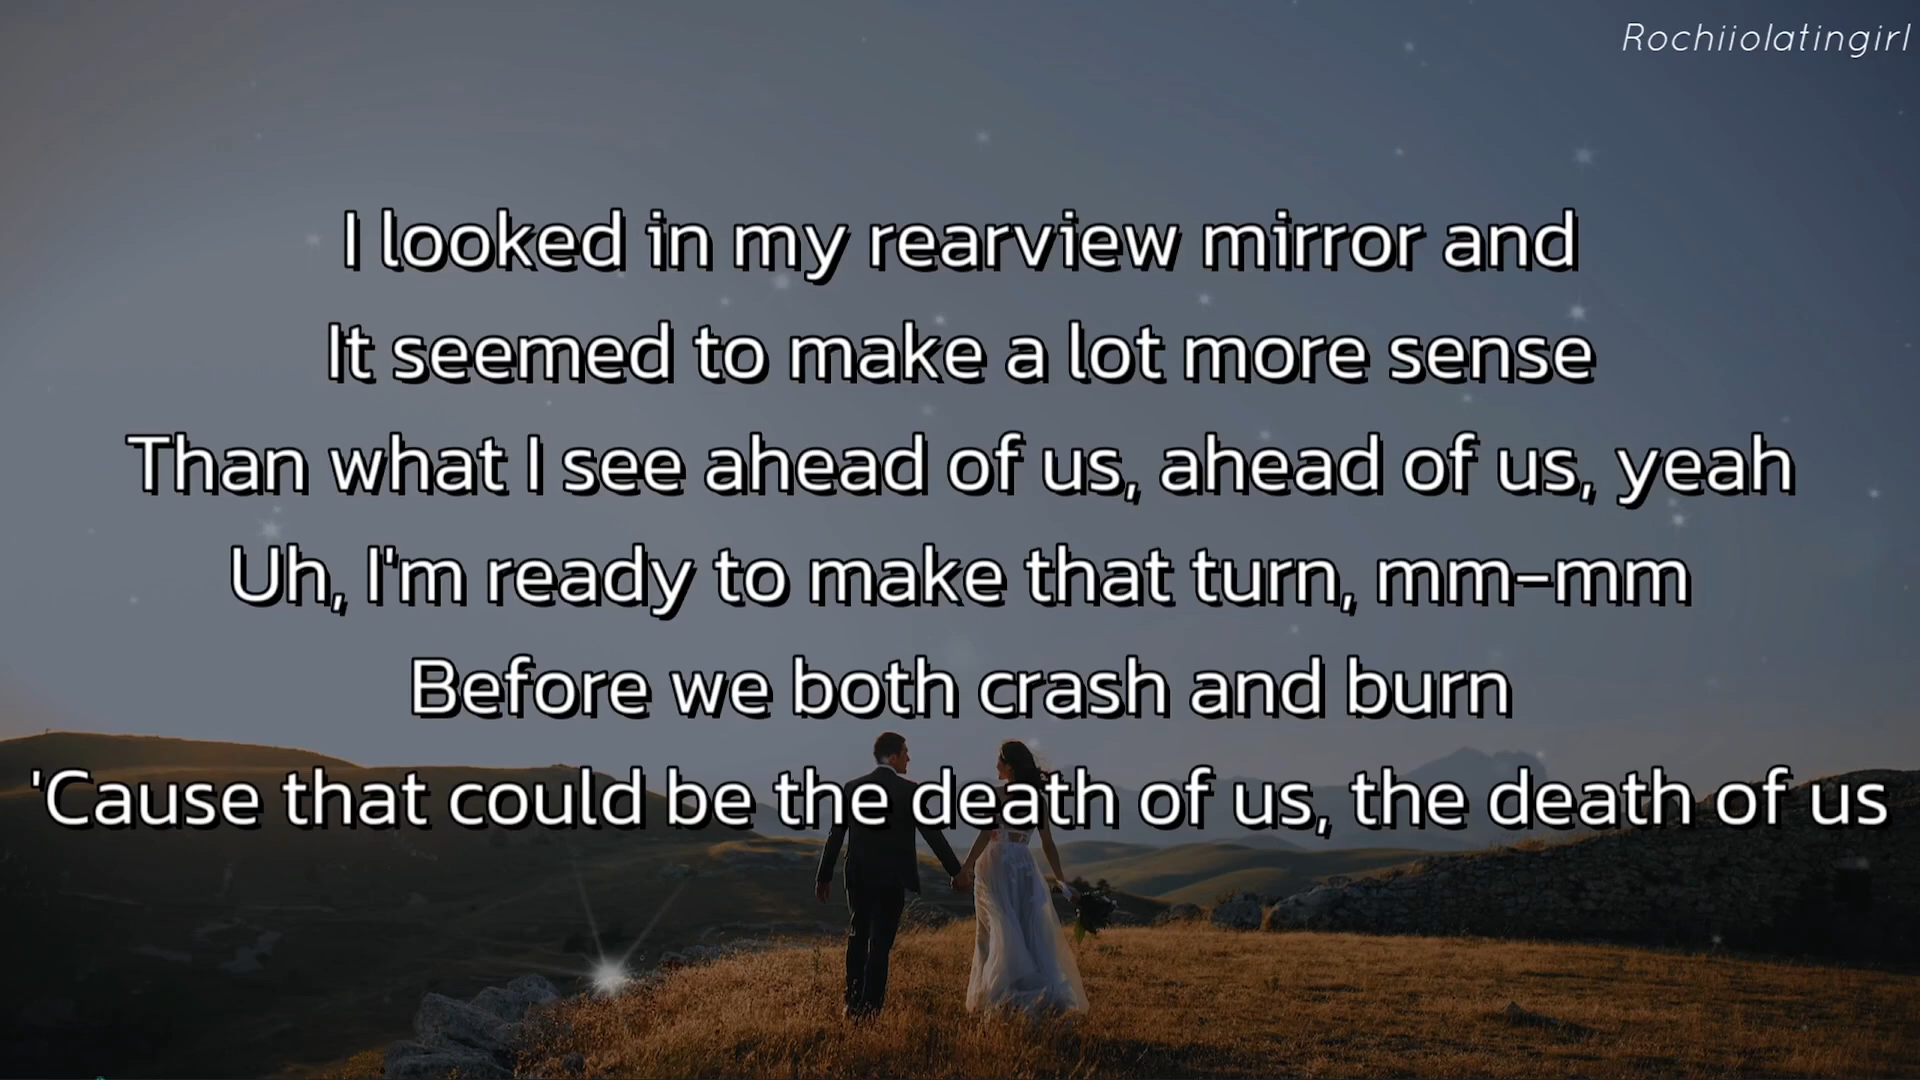 Rochiiolatingirl
I looked in my rearview mirror and
It seemed to make a lot more sense
Than what I see ahead of us, ahead of us, yeah
Uh, I'm ready to make that turn, mm-mm
Before we both crash and burn
'Cause that could be the death of us, the death of us